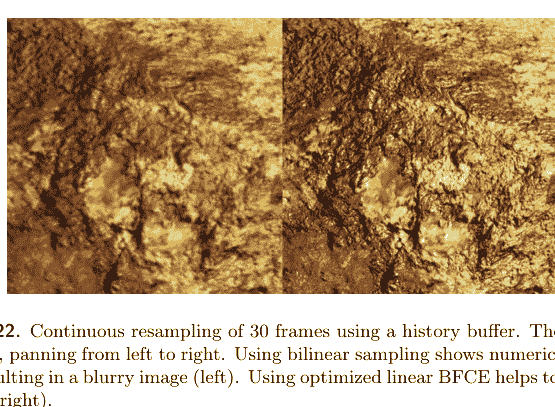 22. Continuous resampling of 30 frames using a history buffer. The
, panning from left to right. Using bilinear sampling shows numeric
ulting in a blurry image (left). Using optimized linear BFCE helps to
right).